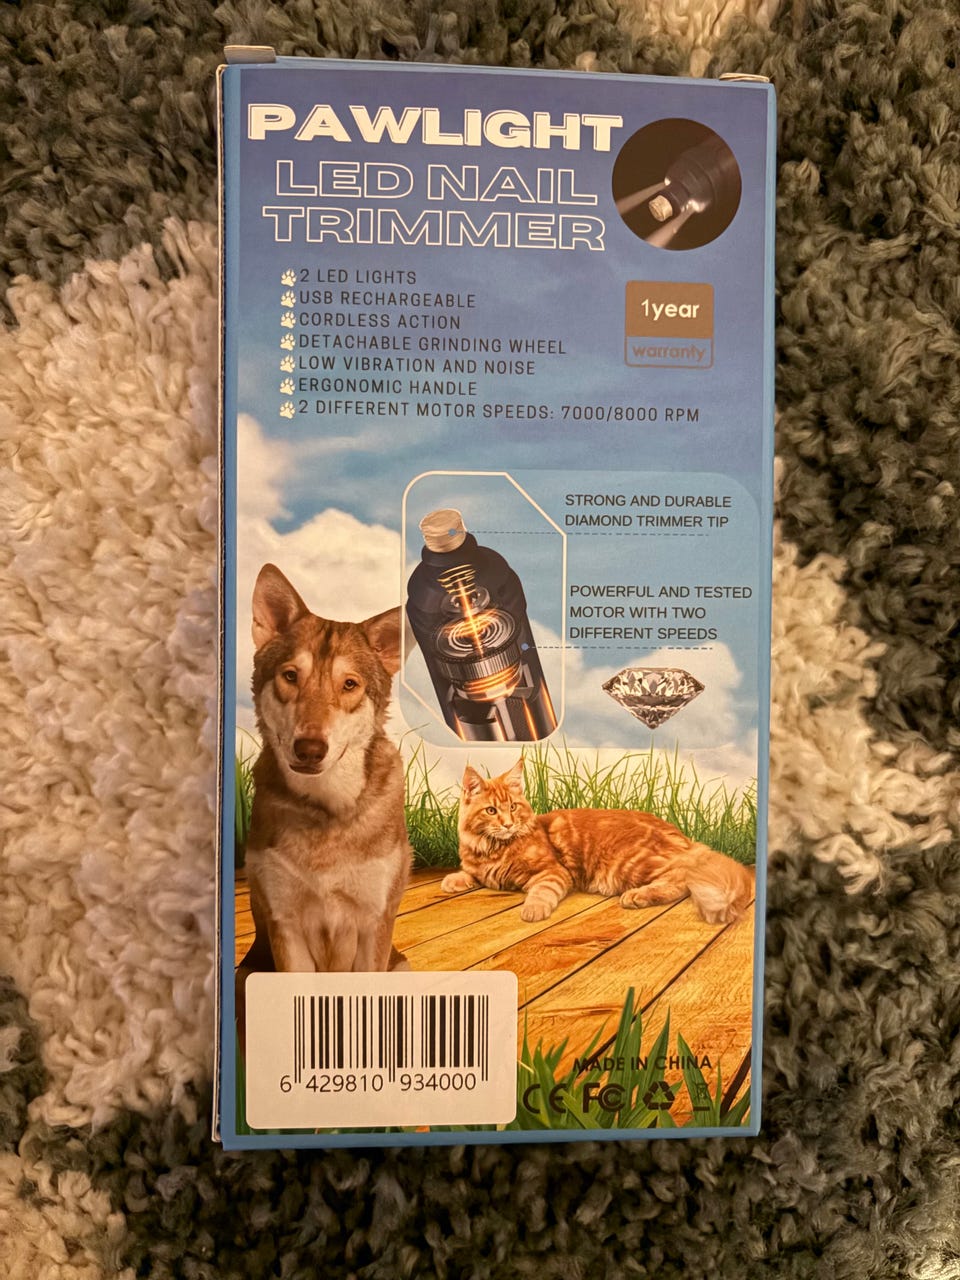 PAWLIGHT
LED NAIL
TRIMMER
2 LED LIGHTS
USB RECHARGEABLE
CORDLESS ACTION
DETACHABLE GRINDING WHEEL
LOW VIBRATION AND NOISE
ERGONOMIC HANDLE
2 DIFFERENT MOTOR SPEEDS: 7000/8000 RPM
1year
warranty
STRONG AND DURABLE
DIAMOND TRIMMER TIP
POWERFUL AND TESTED
MOTOR WITH TWO
DIFFERENT SPEEDS
6 429810 934000
MADE IN CHINA
CE FC